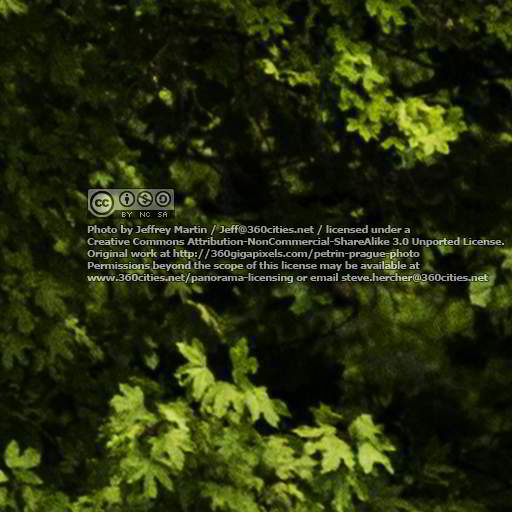 cc
BY NC SA
Photo by Jeffrey Martin / Jeff@360cities.net / licensed under a
Creative Commons Attribution-NonCommercial-ShareAlike 3.0 Unported License.
Original work at http://360gigapixels.com/petrin-prague-photo
Permissions beyond the scope of this license may be available at
www.360cities.net/panorama-licensing or email steve.hercher@360cities.net